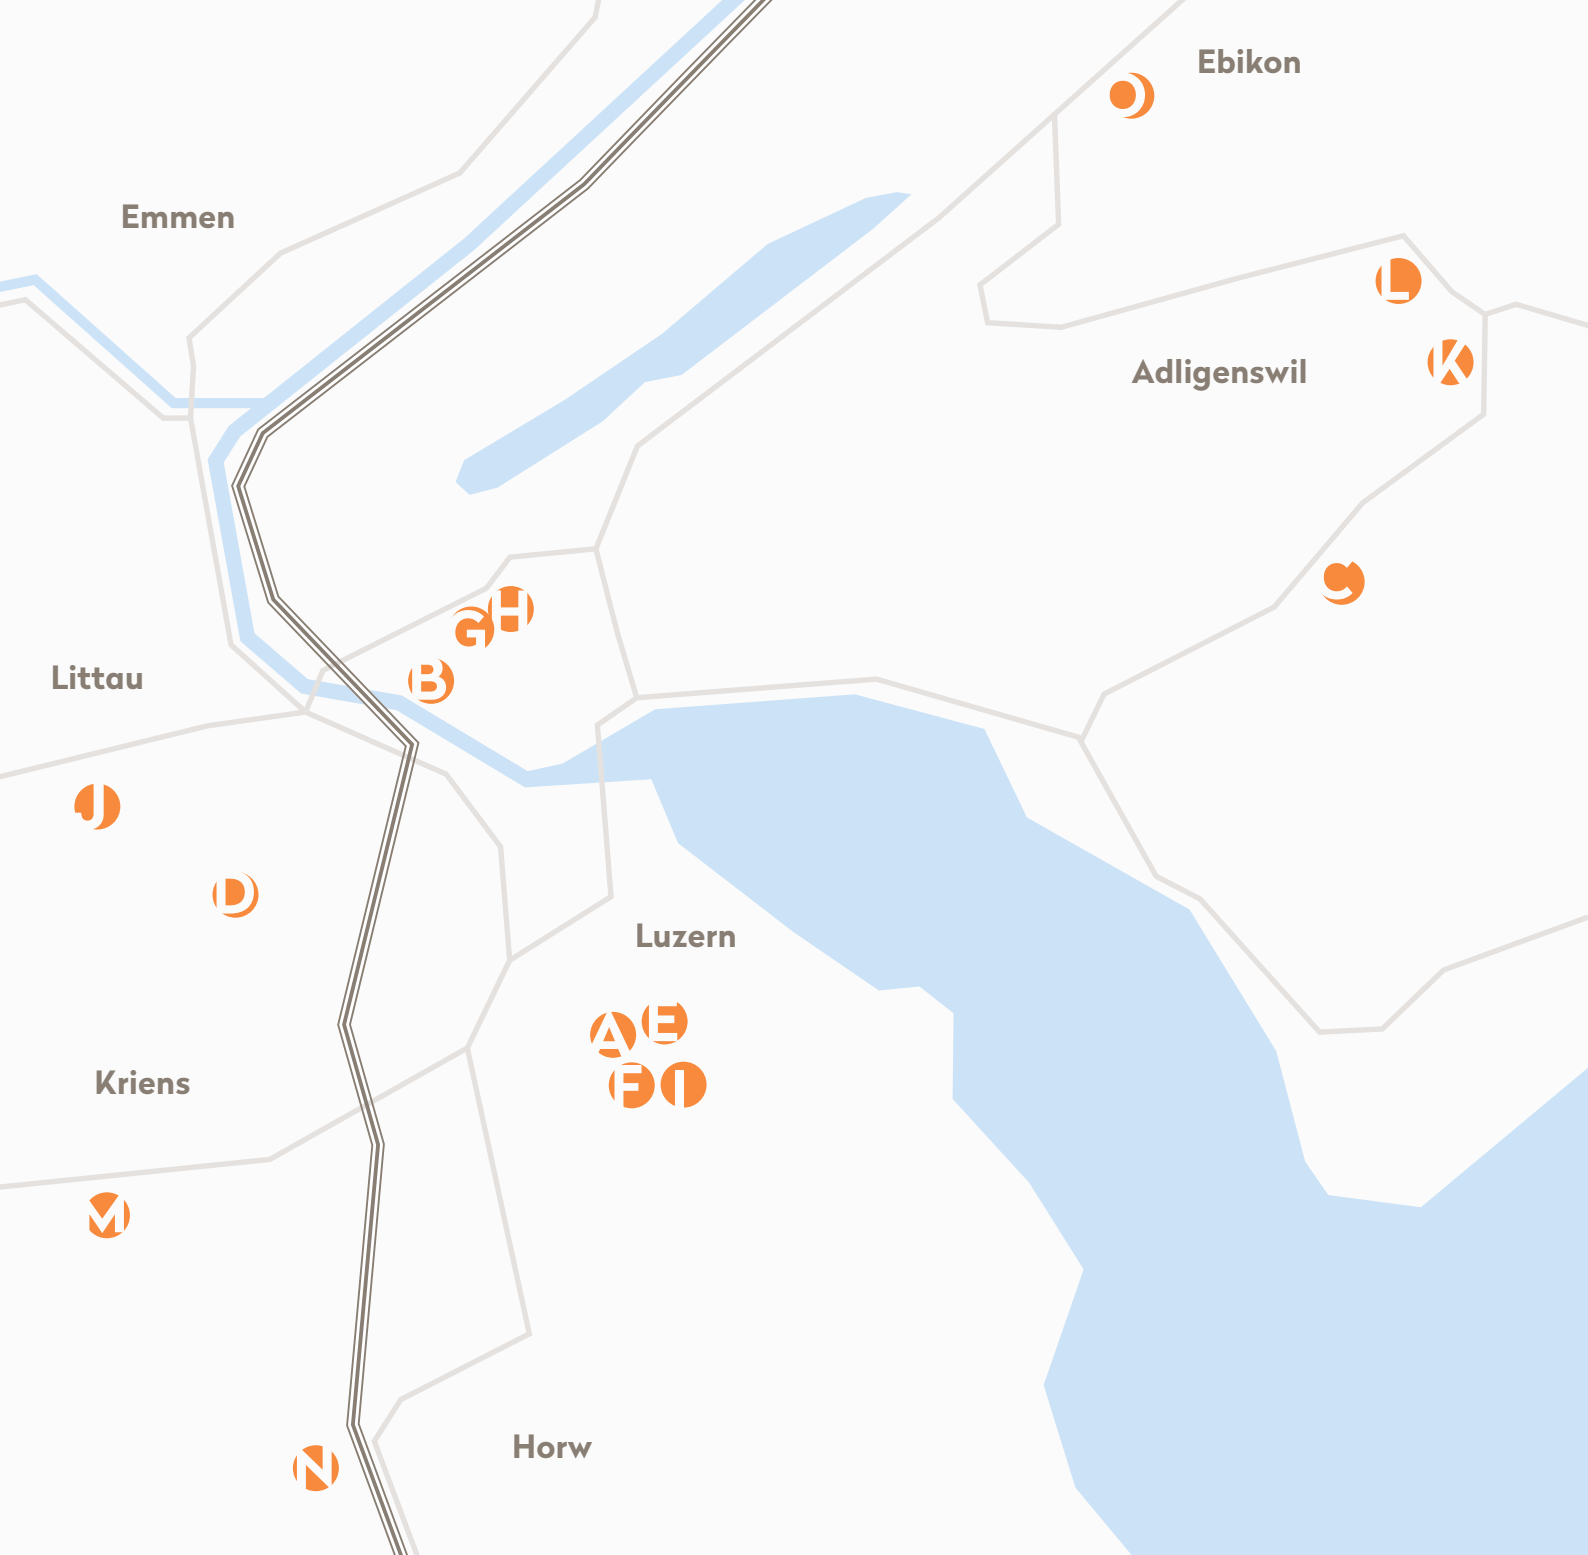 Ebikon
O
Emmen
L
Adligenswil
K
C
H
G
B
Littau
J
D
Luzern
E
A
F
I
Kriens
M
Horw
N